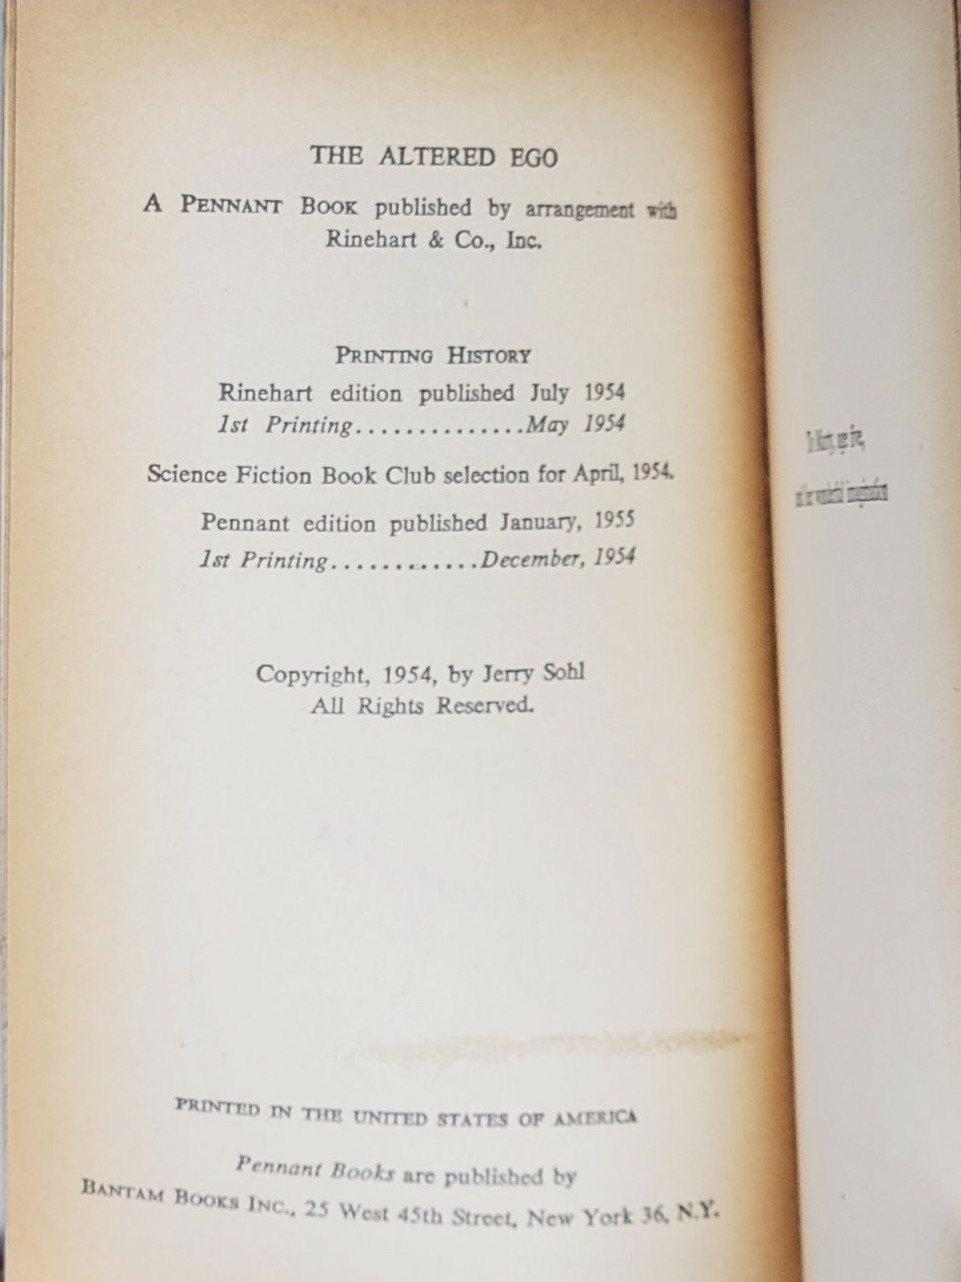 THE ALTERED EGO
A PENNANT BOOK published by arrangement with
Rinehart & Co., Inc.
PRINTING HISTORY
Rinehart edition published July 1954
1st Printing..............May 1954
Science Fiction Book Club selection for April, 1954.
Pennant edition published January, 1955
1st Printing............December, 1954
Copyright, 1954, by Jerry Sohl
All Rights Reserved.
PRINTED IN THE UNITED STATES OF AMERICA
Pennant Books are published by
BANTAM BOOKS INC., 25 West 45th Street, New York 36, N.Y.